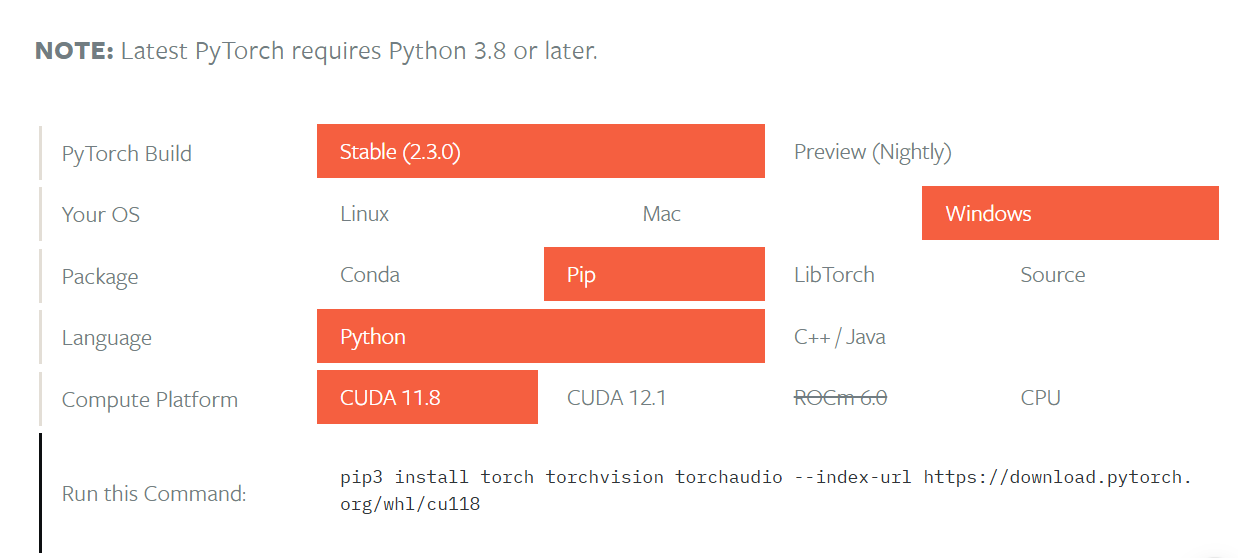 NOTE: Latest PyTorch requires Python 3.8 or later.
PyTorch Build Stable (2.3.0) Preview (Nightly)
Your OS Linux Mac Windows
Package Conda Pip LibTorch Source
Language Python C++ / Java
Compute Platform CUDA 11.8 CUDA 12.1 ROCm 6.0 CPU
Run this Command: pip3 install torch torchvision torchaudio --index-url https://download.pytorch.
org/whl/cu118